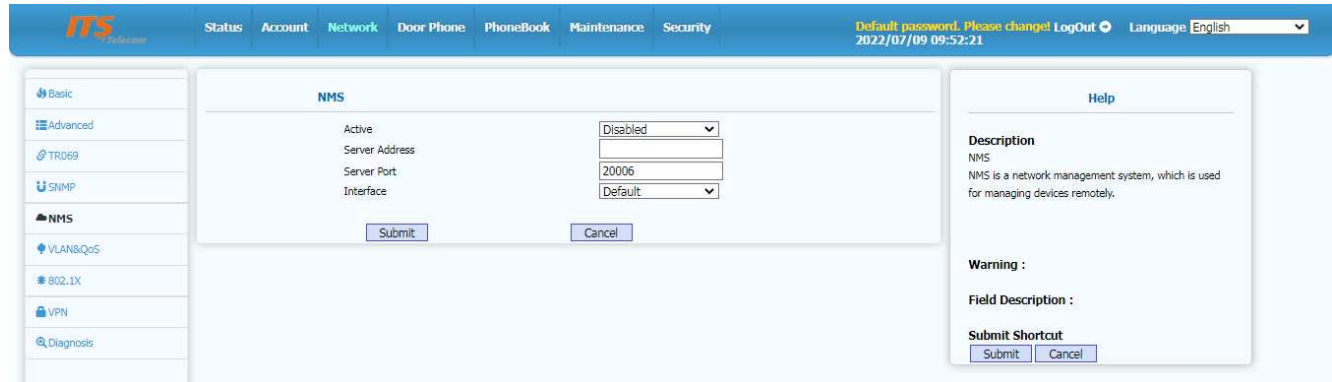 ITS
Telecom
Status Account Network Door Phone PhoneBook Maintenance Security
Default password. Please change! LogOut Language English
2022/07/09 09:52:21
Basic
Advanced
TR069
SNMP
NMS
VLAN&QoS
802.1X
VPN
Diagnosis
NMS
Active Disabled
Server Address
Server Port 20006
Interface Default
Submit Cancel
Help
Description
NMS
NMS is a network management system, which is used
for managing devices remotely.
Warning :
Field Description :
Submit Shortcut
Submit Cancel